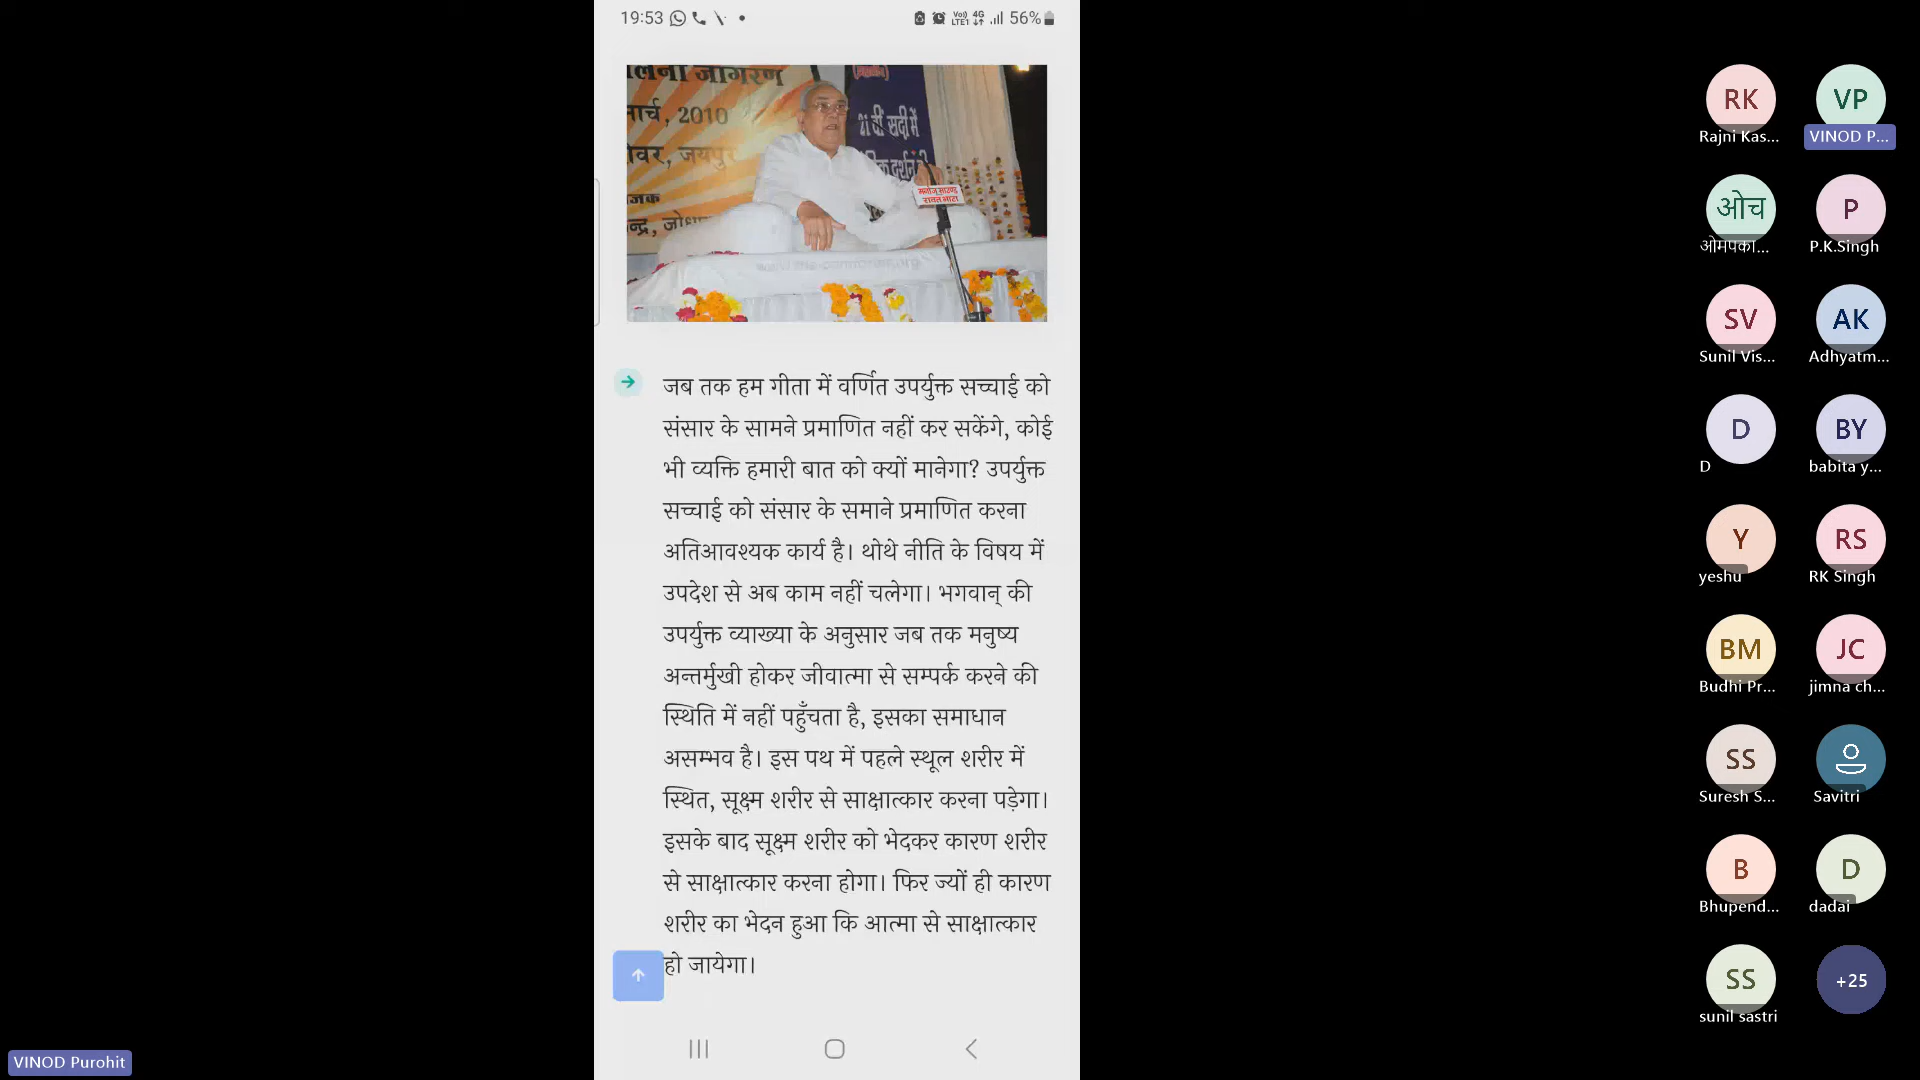 19:53
Vo)) 4G
LTE1
56%
मार्च, 2010
21 वीं सदी में
जब तक हम गीता में वर्णित उपर्युक्त सच्चाई को
संसार के सामने प्रमाणित नहीं कर सकेंगे, कोई
भी व्यक्ति हमारी बात को क्यों मानेगा? उपर्युक्त
सच्चाई को संसार के समाने प्रमाणित करना
अतिआवश्यक कार्य है। थोथे नीति के विषय में
उपदेश से अब काम नहीं चलेगा। भगवान् की
उपर्युक्त व्याख्या के अनुसार जब तक मनुष्य
अन्तर्मुखी होकर जीवात्मा से सम्पर्क करने की
स्थिति में नहीं पहुँचता है, इसका समाधान
असम्भव है। इस पथ में पहले स्थूल शरीर में
स्थित, सूक्ष्म शरीर से साक्षात्कार करना पड़ेगा।
इसके बाद सूक्ष्म शरीर को भेदकर कारण शरीर
से साक्षात्कार करना होगा। फिर ज्यों ही कारण
शरीर का भेदन हुआ कि आत्मा से साक्षात्कार
हो जायेगा।
RK
Rajni Kas...
VP
VINOD P...
ओच
ओमपका...
P
P.K.Singh
SV
Sunil Vis...
AK
Adhyatm...
D
D
BY
babita y...
Y
yeshu
RS
RK Singh
BM
Budhi Pr...
JC
jimna ch...
SS
Suresh S...
Savitri
B
Bhupend...
D
dadai
SS
sunil sastri
+25
VINOD Purohit